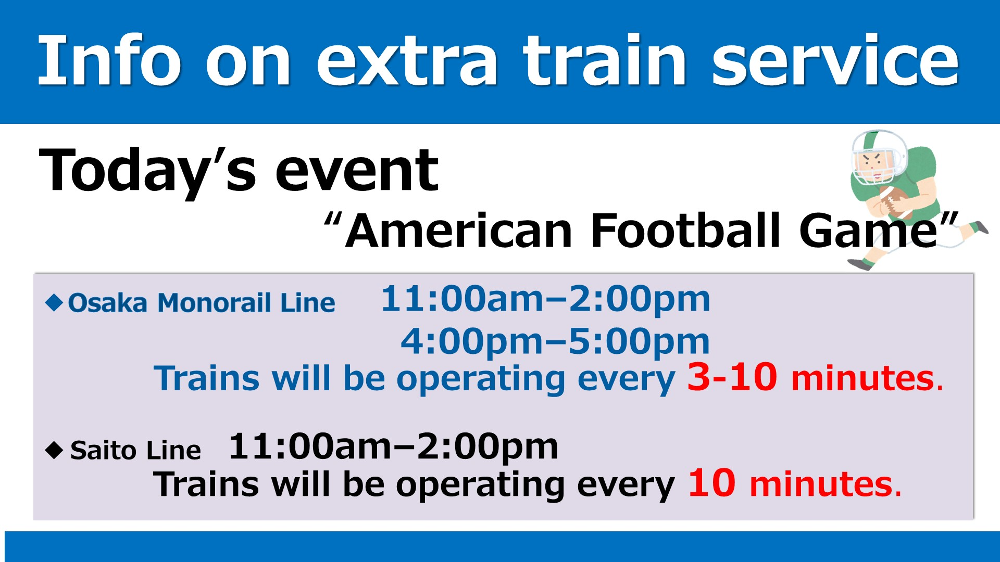 Info on extra train service
Today’s event
“American Football Game”
◆Osaka Monorail Line 11:00am–2:00pm
4:00pm–5:00pm
Trains will be operating every 3-10 minutes.
◆ Saito Line 11:00am–2:00pm
Trains will be operating every 10 minutes.